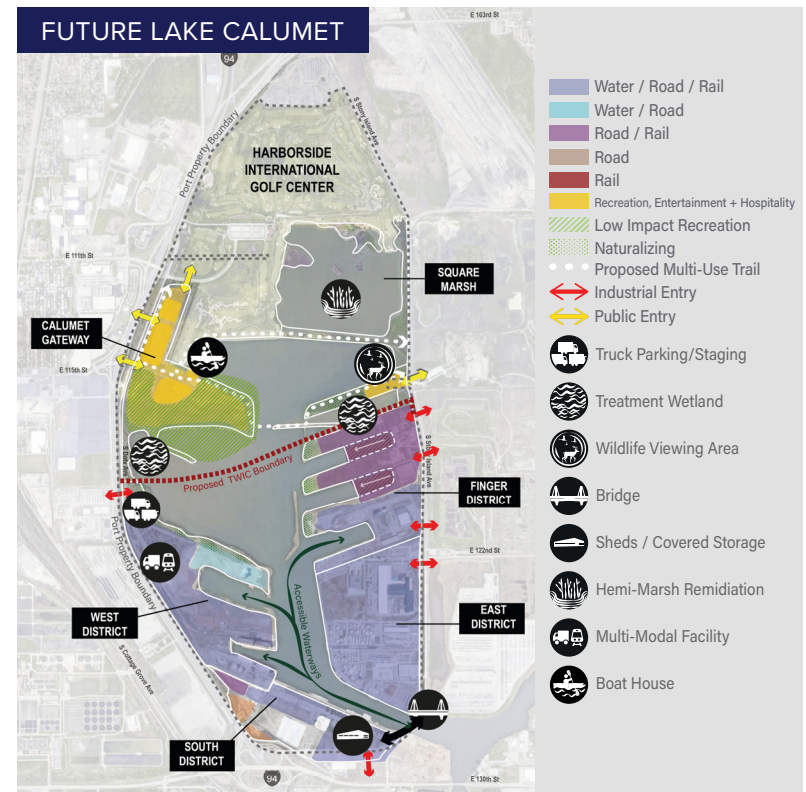 FUTURE LAKE CALUMET
E 103rd St
94
S Stony Island Ave
Port Property Boundary
HARBORSIDE
INTERNATIONAL
GOLF CENTER
E 111th St
SQUARE
MARSH
CALUMET
GATEWAY
E 115th St
S Stony Island Ave
Proposed TWIC Boundary
FINGER
DISTRICT
Port Property Boundary
E 122nd St
Accessible Waterways
WEST
DISTRICT
EAST
DISTRICT
S Cottage Grove Ave
SOUTH
DISTRICT
94
E 130th St
Water / Road / Rail
Water / Road
Road / Rail
Road
Rail
Recreation, Entertainment + Hospitality
Low Impact Recreation
Naturalizing
Proposed Multi-Use Trail
Industrial Entry
Public Entry
Truck Parking/Staging
Treatment Wetland
Wildlife Viewing Area
Bridge
Sheds / Covered Storage
Hemi-Marsh Remidiation
Multi-Modal Facility
Boat House